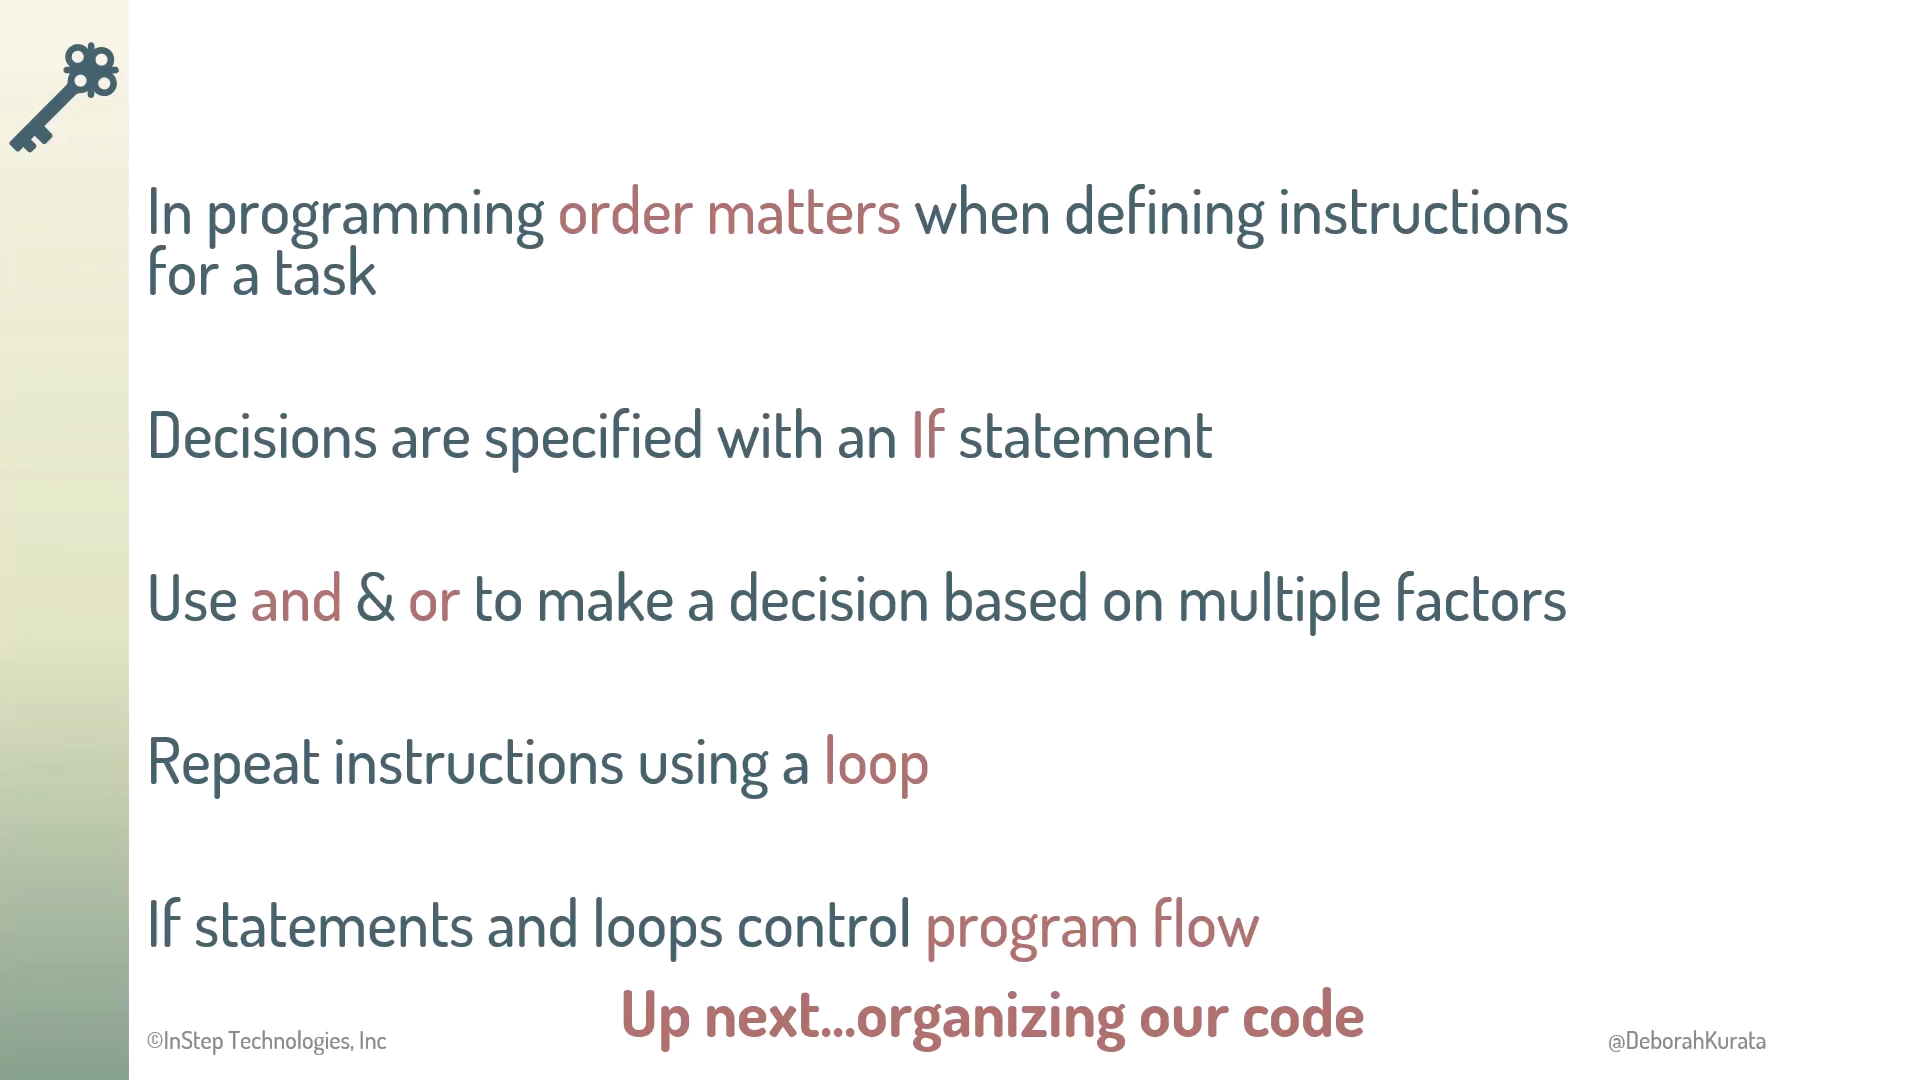 In programming order matters when defining instructions
for a task
Decisions are specified with an If statement
Use and & or to make a decision based on multiple factors
Repeat instructions using a loop
If statements and loops control program flow
Up next...organizing our code
©InStep Technologies, Inc
@DeborahKurata